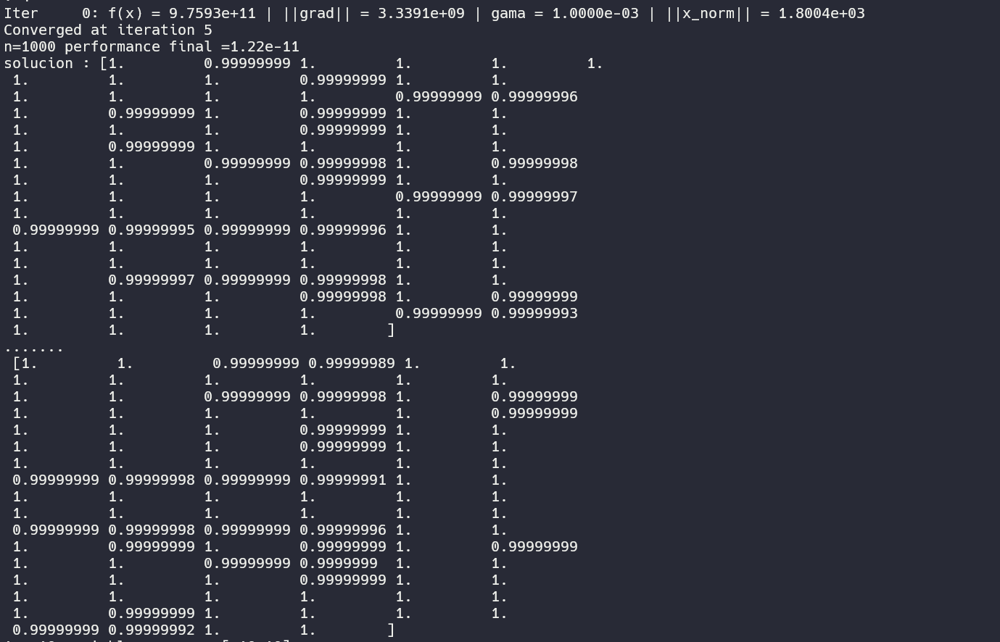 Iter     0: f(x) = 9.7593e+11 | ||grad|| = 3.3391e+09 | gama = 1.0000e-03 | ||x_norm|| = 1.8004e+03
Converged at iteration 5
n=1000 performance final =1.22e-11
solucion : [1.         0.99999999 1.         1.         1.         1.
 1.         1.         1.         0.99999999 1.         1.
 1.         1.         1.         1.         0.99999999 0.99999996
 1.         0.99999999 1.         0.99999999 1.         1.
 1.         1.         1.         0.99999999 1.         1.
 1.         0.99999999 1.         1.         1.         1.
 1.         1.         0.99999999 0.99999998 1.         0.99999998
 1.         1.         1.         0.99999999 1.         1.
 1.         1.         1.         1.         0.99999999 0.99999997
 1.         1.         1.         1.         1.         1.
 0.99999999 0.99999995 0.99999999 0.99999996 1.         1.
 1.         1.         1.         1.         1.         1.
 1.         1.         1.         1.         1.         1.
 1.         0.99999997 0.99999999 0.99999998 1.         1.
 1.         1.         1.         0.99999998 1.         0.99999999
 1.         1.         1.         1.         0.99999999 0.99999993
 1.         1.         1.         1.        ]
.......
 [1.         1.         0.99999999 0.99999989 1.         1.
 1.         1.         1.         1.         1.         1.
 1.         1.         0.99999999 0.99999998 1.         0.99999999
 1.         1.         1.         1.         1.         0.99999999
 1.         1.         1.         0.99999999 1.         1.
 1.         1.         1.         0.99999999 1.         1.
 1.         1.         1.         1.         1.         1.
 0.99999999 0.99999998 0.99999999 0.99999991 1.         1.
 1.         1.         1.         1.         1.         1.
 1.         1.         1.         1.         1.         1.
 0.99999999 0.99999998 0.99999999 0.99999996 1.         1.
 1.         0.99999999 1.         0.99999999 1.         0.99999999
 1.         1.         0.99999999 0.9999999  1.         1.
 1.         1.         1.         0.99999999 1.         1.
 1.         1.         1.         1.         1.         1.
 1.         0.99999999 1.         1.         1.         1.
 0.99999999 0.99999992 1.         1.        ]